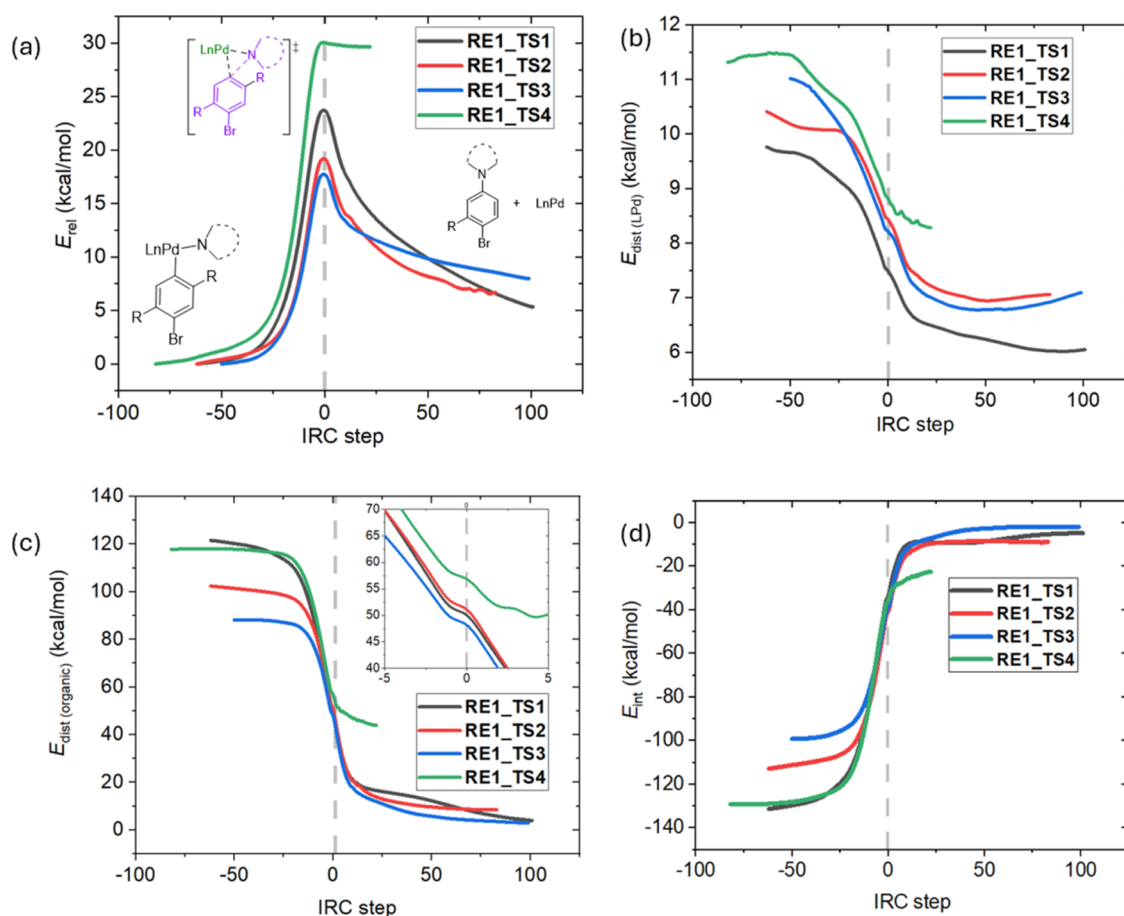 (a)
E_rel (kcal/mol)
30
25
20
15
10
5
0
-100
-50
0
50
100
IRC step
LnPd
N
‡
R
R
Br
RE1_TS1
RE1_TS2
RE1_TS3
RE1_TS4
LnPd
N
R
R
Br
N
R
Br
+ LnPd
(b)
E_dist (LPd) (kcal/mol)
12
11
10
9
8
7
6
-100
-50
0
50
100
IRC step
RE1_TS1
RE1_TS2
RE1_TS3
RE1_TS4
(c)
E_dist (organic) (kcal/mol)
140
120
100
80
60
40
20
0
-100
-50
0
50
100
IRC step
0
70
65
60
55
50
45
40
-5
0
5
RE1_TS1
RE1_TS2
RE1_TS3
RE1_TS4
(d)
E_int (kcal/mol)
0
-20
-40
-60
-80
-100
-120
-140
-100
-50
0
50
100
IRC step
RE1_TS1
RE1_TS2
RE1_TS3
RE1_TS4